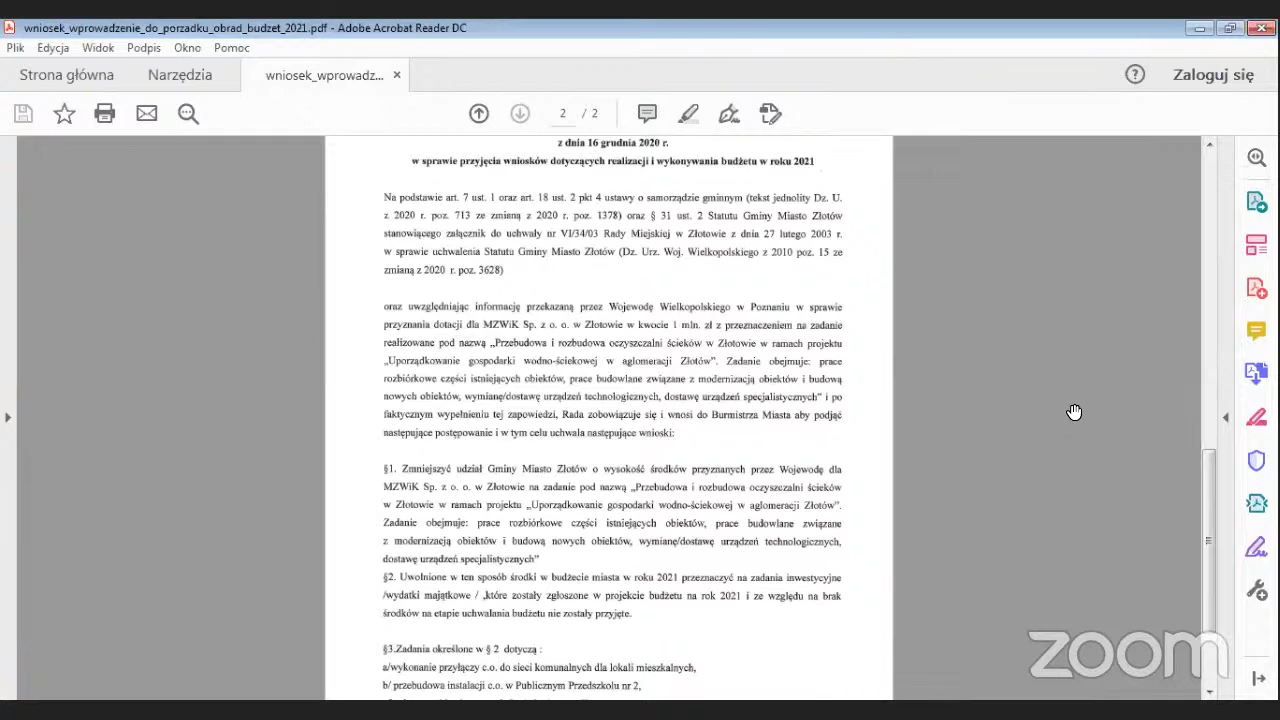 wniosek_wprowadzenie_do_porzadku_obrad_budzet_2021.pdf - Adobe Acrobat Reader DC
Plik Edycja Widok Podpis Okno Pomoc
Strona główna Narzędzia wniosek_wprowadz... × Zaloguj się
2 / 2
z dnia 16 grudnia 2020 r.
w sprawie przyjęcia wniosków dotyczących realizacji i wykonywania budżetu w roku 2021
Na podstawie art. 7 ust. 1 oraz art. 18 ust. 2 pkt 4 ustawy o samorządzie gminnym (tekst jednolity Dz. U.
z 2020 r. poz. 713 ze zmianą z 2020 r. poz. 1378) oraz § 31 ust. 2 Statutu Gminy Miasto Złotów
stanowiącego załącznik do uchwały nr VI/34/03 Rady Miejskiej w Złotowie z dnia 27 lutego 2003 r.
w sprawie uchwalenia Statutu Gminy Miasto Złotów (Dz. Urz. Woj. Wielkopolskiego z 2010 poz. 15 ze
zmianą z 2020 r. poz. 3628)
oraz uwzględniając informację przekazaną przez Wojewodę Wielkopolskiego w Poznaniu w sprawie
przyznania dotacji dla MZWiK Sp. z o. o. w Złotowie w kwocie 1 mln. zł z przeznaczeniem na zadanie
realizowane pod nazwą „Przebudowa i rozbudowa oczyszczalni ścieków w Złotowie w ramach projektu
„Uporządkowanie gospodarki wodno-ściekowej w aglomeracji Złotów”. Zadanie obejmuje: prace
rozbiórkowe części istniejących obiektów, prace budowlane związane z modernizacją obiektów i budową
nowych obiektów, wymianę/dostawę urządzeń technologicznych, dostawę urządzeń specjalistycznych” i po
faktycznym wypełnieniu tej zapowiedzi, Rada zobowiązuje się i wnosi do Burmistrza Miasta aby podjąć
następujące postępowanie i w tym celu uchwala następujące wnioski:
§1. Zmniejszyć udział Gminy Miasto Złotów o wysokość środków przyznanych przez Wojewodę dla
MZWiK Sp. z o. o. w Złotowie na zadanie pod nazwą „Przebudowa i rozbudowa oczyszczalni ścieków
w Złotowie w ramach projektu „Uporządkowanie gospodarki wodno-ściekowej w aglomeracji Złotów”.
Zadanie obejmuje: prace rozbiórkowe części istniejących obiektów, prace budowlane związane
z modernizacją obiektów i budową nowych obiektów, wymianę/dostawę urządzeń technologicznych,
dostawę urządzeń specjalistycznych”
§2. Uwolnione w ten sposób środki w budżecie miasta w roku 2021 przeznaczyć na zadania inwestycyjne
/wydatki majątkowe / ,które zostały zgłoszone w projekcie budżetu na rok 2021 i ze względu na brak
środków na etapie uchwalania budżetu nie zostały przyjęte.
§3.Zadania określone w § 2 dotyczą :
a/wykonanie przyłączy c.o. do sieci komunalnych dla lokali mieszkalnych,
b/ przebudowa instalacji c.o. w Publicznym Przedszkolu nr 2,
zoom